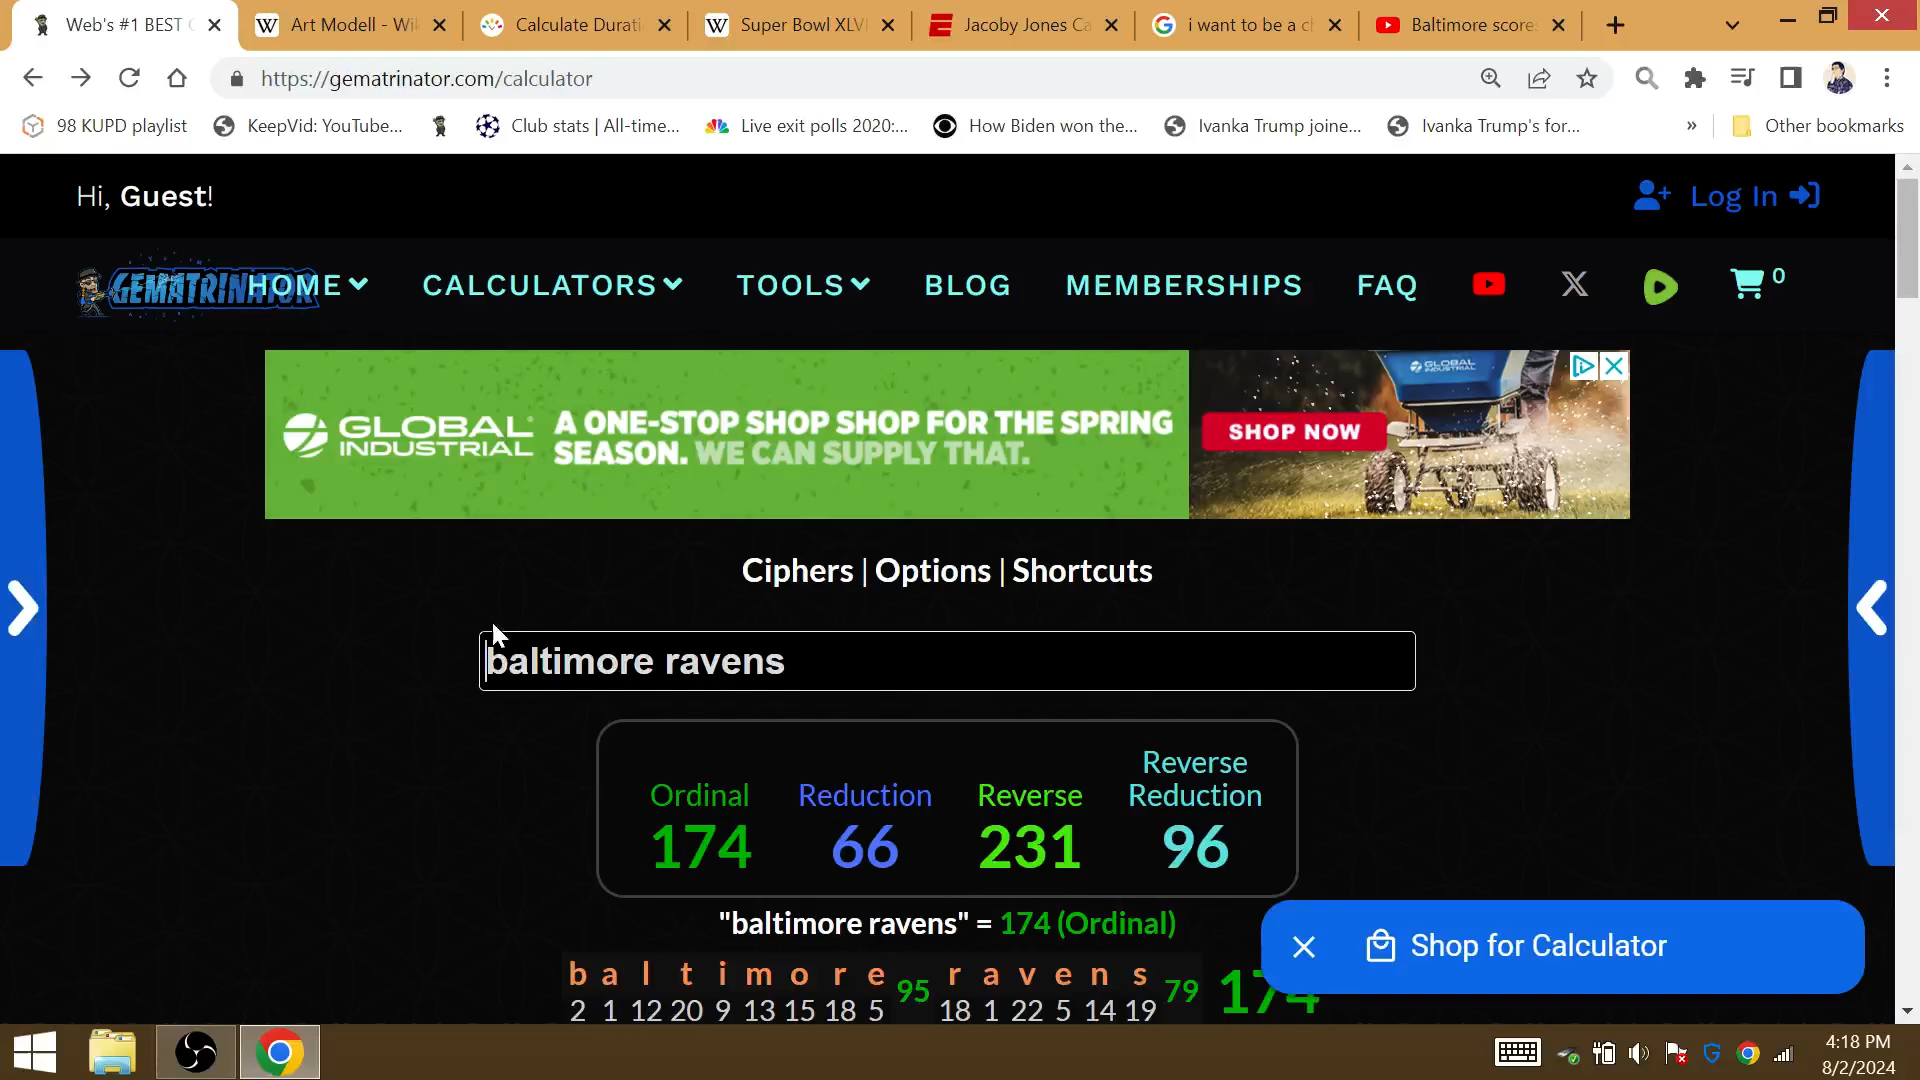 Web's #1 BEST C
Art Modell - Wi
Calculate Durati
Super Bowl XLV
Jacoby Jones Ca
i want to be a ch
Baltimore score
https://gematrinator.com/calculator
98 KUPD playlist
KeepVid: YouTube...
Club stats | All-time...
Live exit polls 2020:...
How Biden won the...
Ivanka Trump joine...
Ivanka Trump's for...
»
Other bookmarks
Hi, Guest!
Log In
GEMATRINATOR
HOME
CALCULATORS
TOOLS
BLOG
MEMBERSHIPS
FAQ
0
GLOBAL INDUSTRIAL
A ONE-STOP SHOP SHOP FOR THE SPRING
SEASON. WE CAN SUPPLY THAT.
SHOP NOW
GLOBAL INDUSTRIAL
Ciphers | Options | Shortcuts
baltimore ravens
Ordinal
174
Reduction
66
Reverse
231
Reverse
Reduction
96
"baltimore ravens" = 174 (Ordinal)
b a l t i m o r e 95 r a v e n s 79 174
2 1 12 20 9 13 15 18 5 18 1 22 5 14 19
Shop for Calculator
4:18 PM
8/2/2024